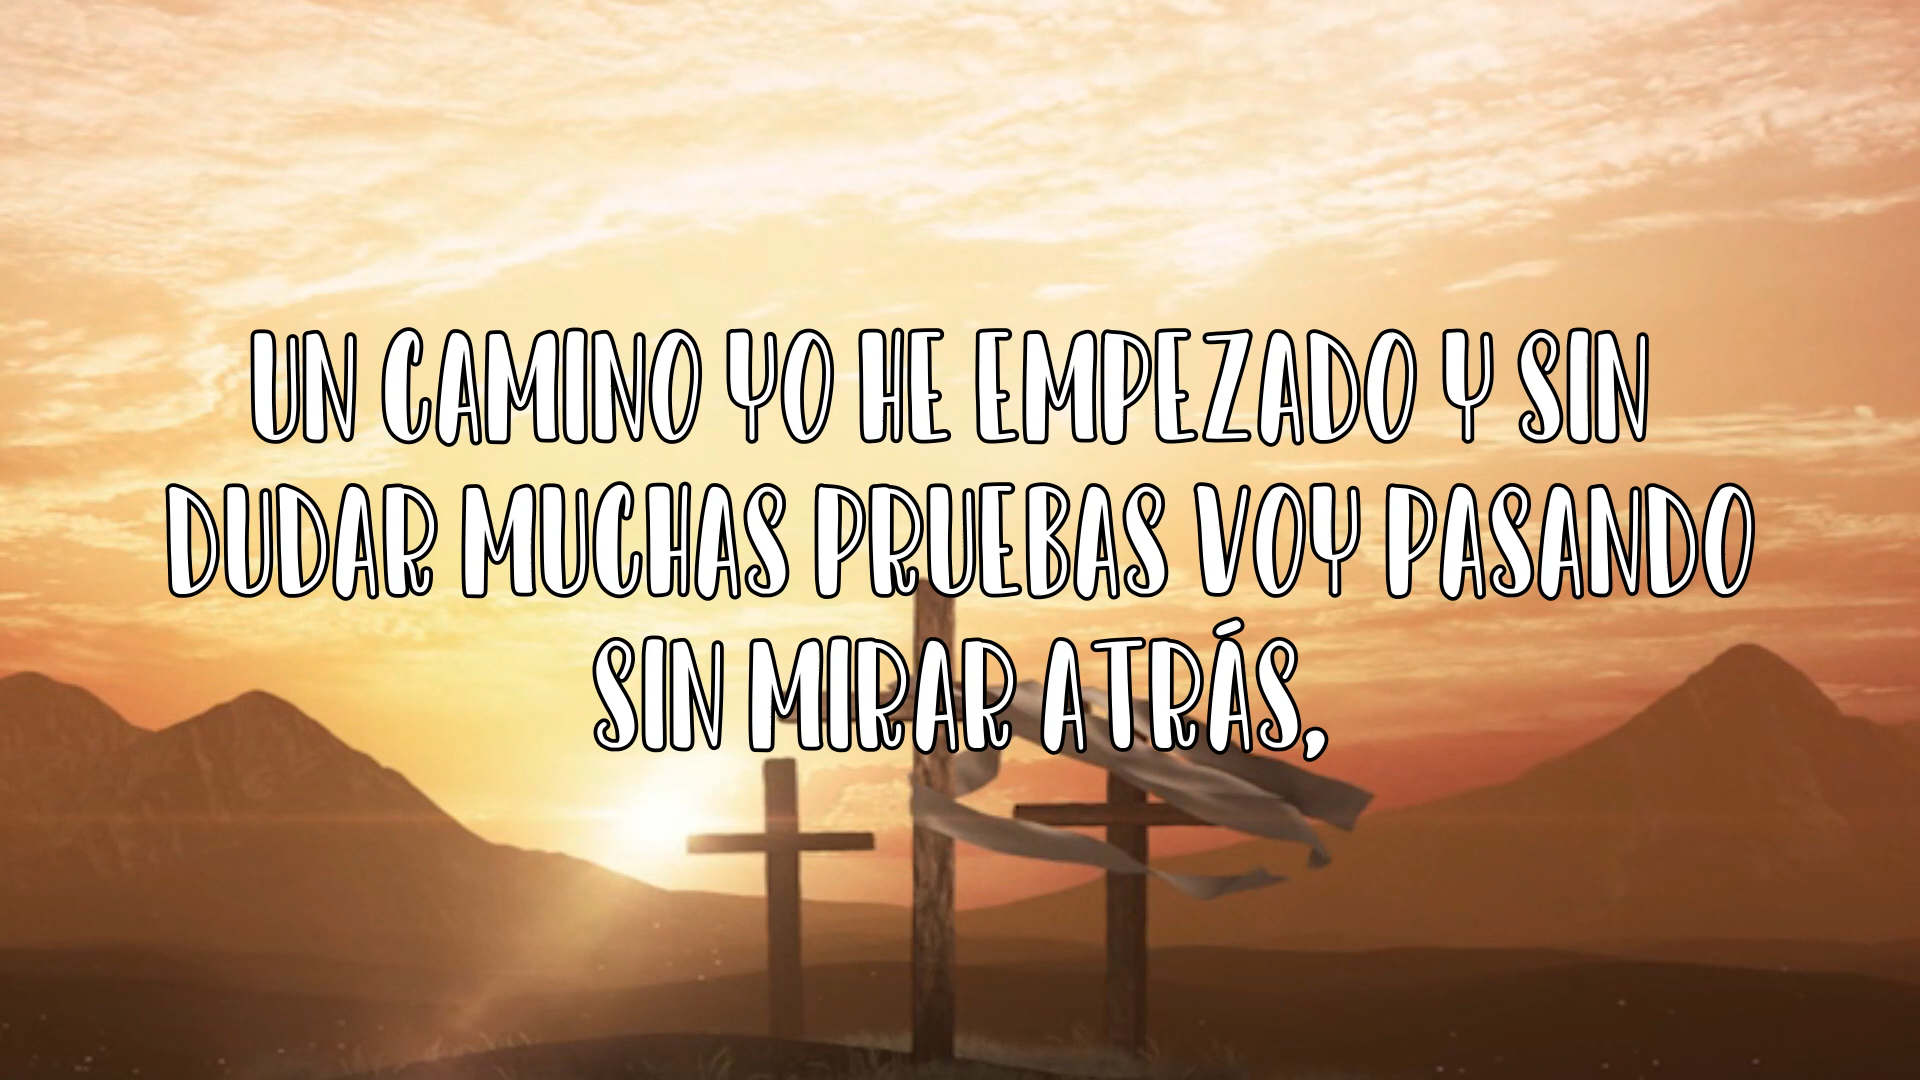 UN CAMINO YO HE EMPEZADO Y SIN
DUDAR MUCHAS PRUEBAS VOY PASANDO
SIN MIRAR ATRÁS,